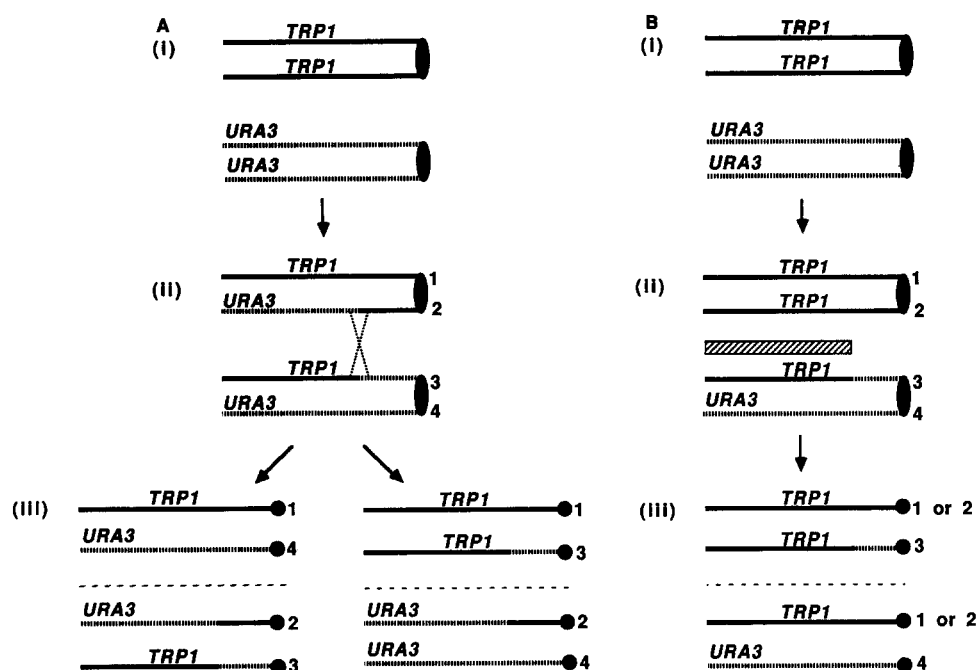 A
(i)
TRP1
TRP1
URA3
URA3
(ii)
TRP1
1
URA3
2
TRP1
3
URA3
4
(iii)
TRP1
1
URA3
4
URA3
2
TRP1
3
TRP1
1
TRP1
3
URA3
2
URA3
4
B
(i)
TRP1
TRP1
URA3
URA3
(ii)
TRP1
1
TRP1
2
TRP1
3
URA3
4
(iii)
TRP1
1 or 2
TRP1
3
TRP1
1 or 2
URA3
4